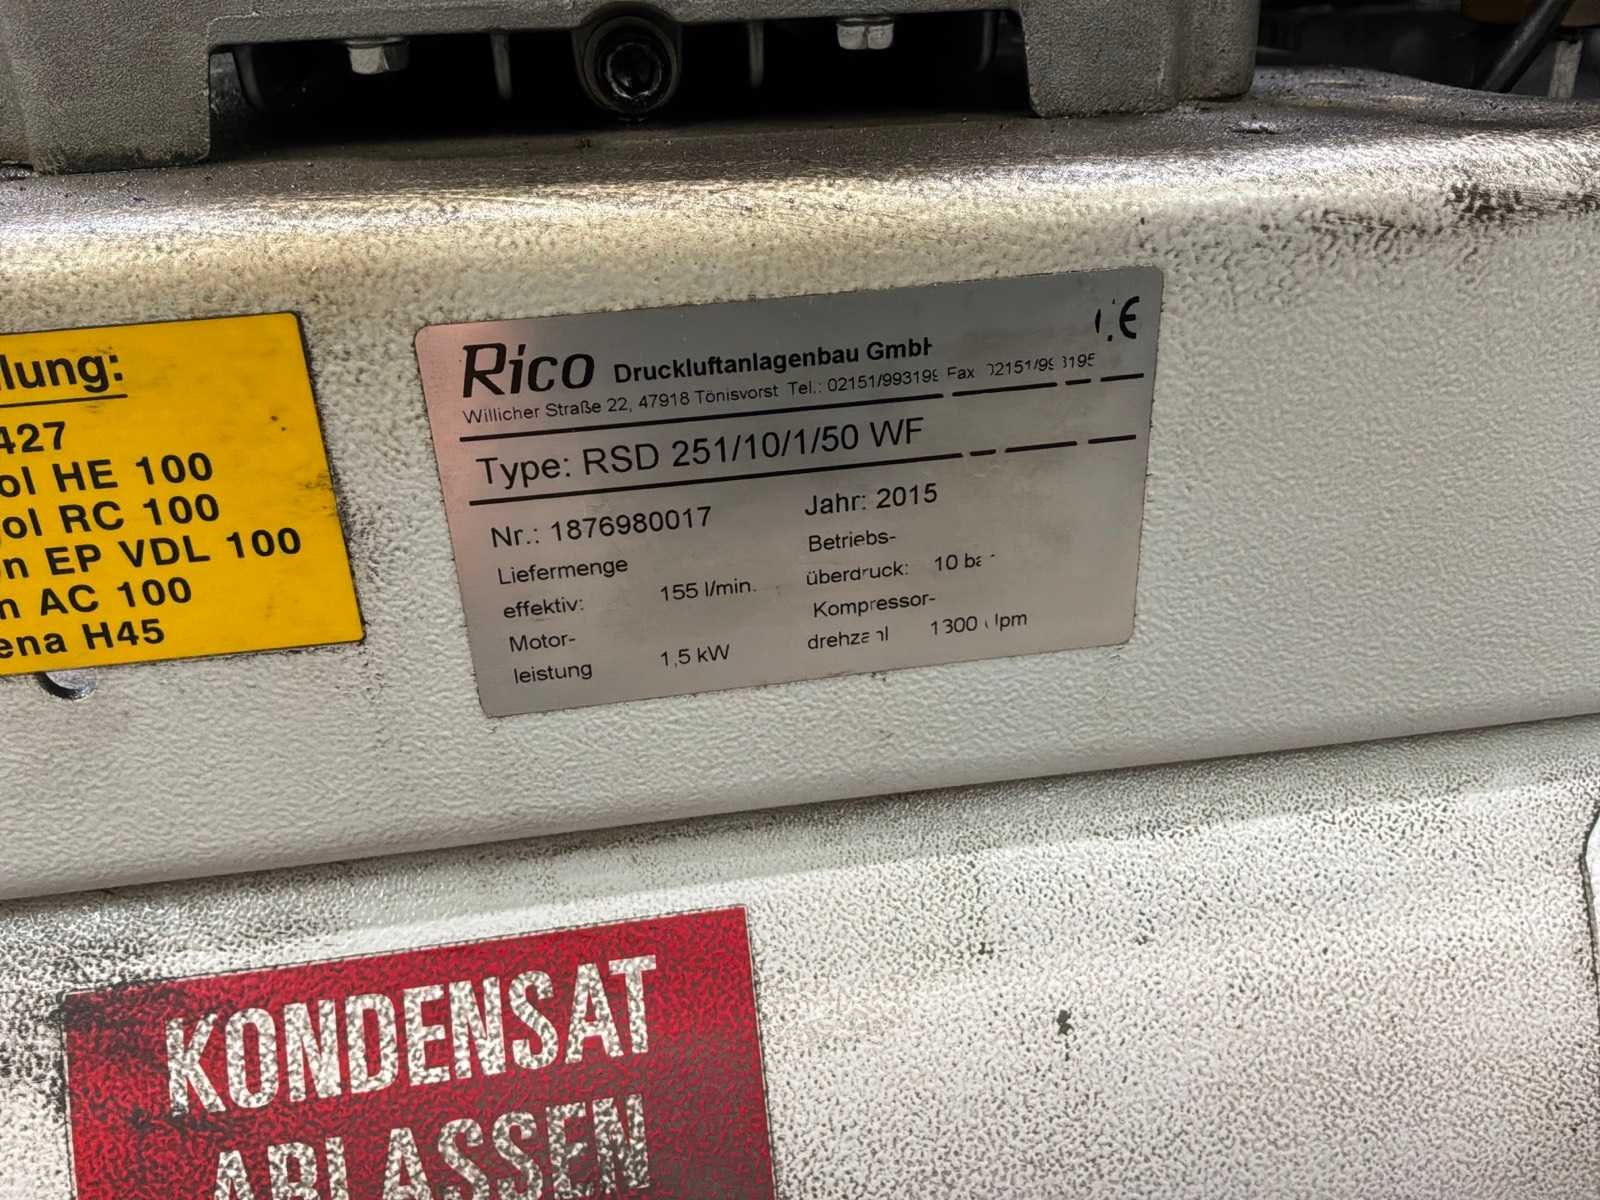 lung:
427
ol HE 100
ol RC 100
n EP VDL 100
n AC 100
ena H45
Rico Druckluftanlagenbau GmbH
Willicher Straße 22, 47918 Tönisvorst Tel.: 02151/993199 Fax
Type: RSD 251/10/1/50 WF
Nr.: 1876980017 Jahr: 2015
Liefermenge effektiv: 155 l/min.
Betriebs-
überdruck: 10 bar
Motor-
leistung 1,5 kW
Kompressor-
drehzahl 1300 Upm
KONDENSAT
ABLASSEN